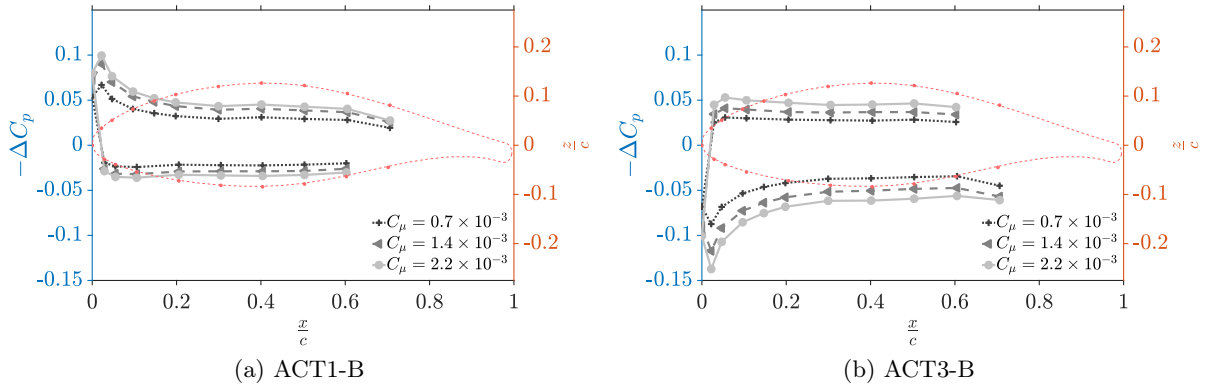 0.1
0.05
0
-0.05
-0.1
-0.15
−ΔC_p
0.2
0.1
0
-0.1
-0.2
z/c
C_μ = 0.7 × 10⁻³
C_μ = 1.4 × 10⁻³
C_μ = 2.2 × 10⁻³
0 0.2 0.4 0.6 0.8 1
x/c
(a) ACT1-B
0.1
0.05
0
-0.05
-0.1
-0.15
−ΔC_p
0.2
0.1
0
-0.1
-0.2
z/c
C_μ = 0.7 × 10⁻³
C_μ = 1.4 × 10⁻³
C_μ = 2.2 × 10⁻³
0 0.2 0.4 0.6 0.8 1
x/c
(b) ACT3-B